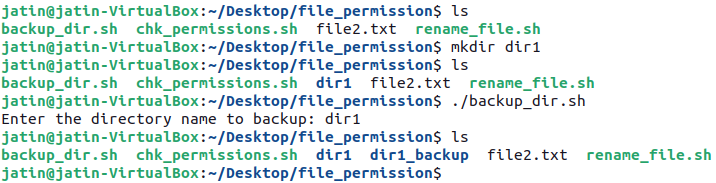 jatin@jatin-VirtualBox:~/Desktop/file_permission$ ls
backup_dir.sh  chk_permissions.sh  file2.txt  rename_file.sh
jatin@jatin-VirtualBox:~/Desktop/file_permission$ mkdir dir1
jatin@jatin-VirtualBox:~/Desktop/file_permission$ ls
backup_dir.sh  chk_permissions.sh  dir1  file2.txt  rename_file.sh
jatin@jatin-VirtualBox:~/Desktop/file_permission$ ./backup_dir.sh
Enter the directory name to backup: dir1
jatin@jatin-VirtualBox:~/Desktop/file_permission$ ls
backup_dir.sh  chk_permissions.sh  dir1  dir1_backup  file2.txt  rename_file.sh
jatin@jatin-VirtualBox:~/Desktop/file_permission$